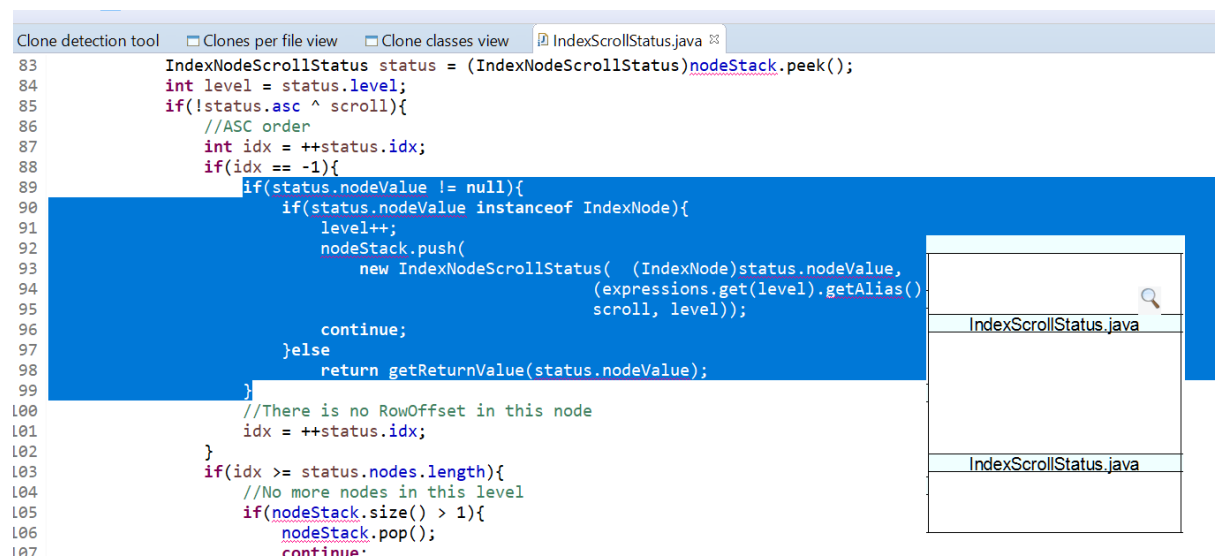 Clone detection tool Clones per file view Clone classes view IndexScrollStatus.java
83 IndexNodeScrollStatus status = (IndexNodeScrollStatus)nodeStack.peek();
84 int level = status.level;
85 if(!status.asc ^ scroll){
86 //ASC order
87 int idx = ++status.idx;
88 if(idx == -1){
89 if(status.nodeValue != null){
90 if(status.nodeValue instanceof IndexNode){
91 level++;
92 nodeStack.push(
93 new IndexNodeScrollStatus( (IndexNode)status.nodeValue,
94 (expressions.get(level).getAlias()
95 scroll, level));
96 continue;
97 }else
98 return getReturnValue(status.nodeValue);
99 }
100 //There is no RowOffset in this node
101 idx = ++status.idx;
102 }
103 if(idx >= status.nodes.length){
104 //No more nodes in this level
105 if(nodeStack.size() > 1){
106 nodeStack.pop();
107 continue;
IndexScrollStatus.java
IndexScrollStatus.java